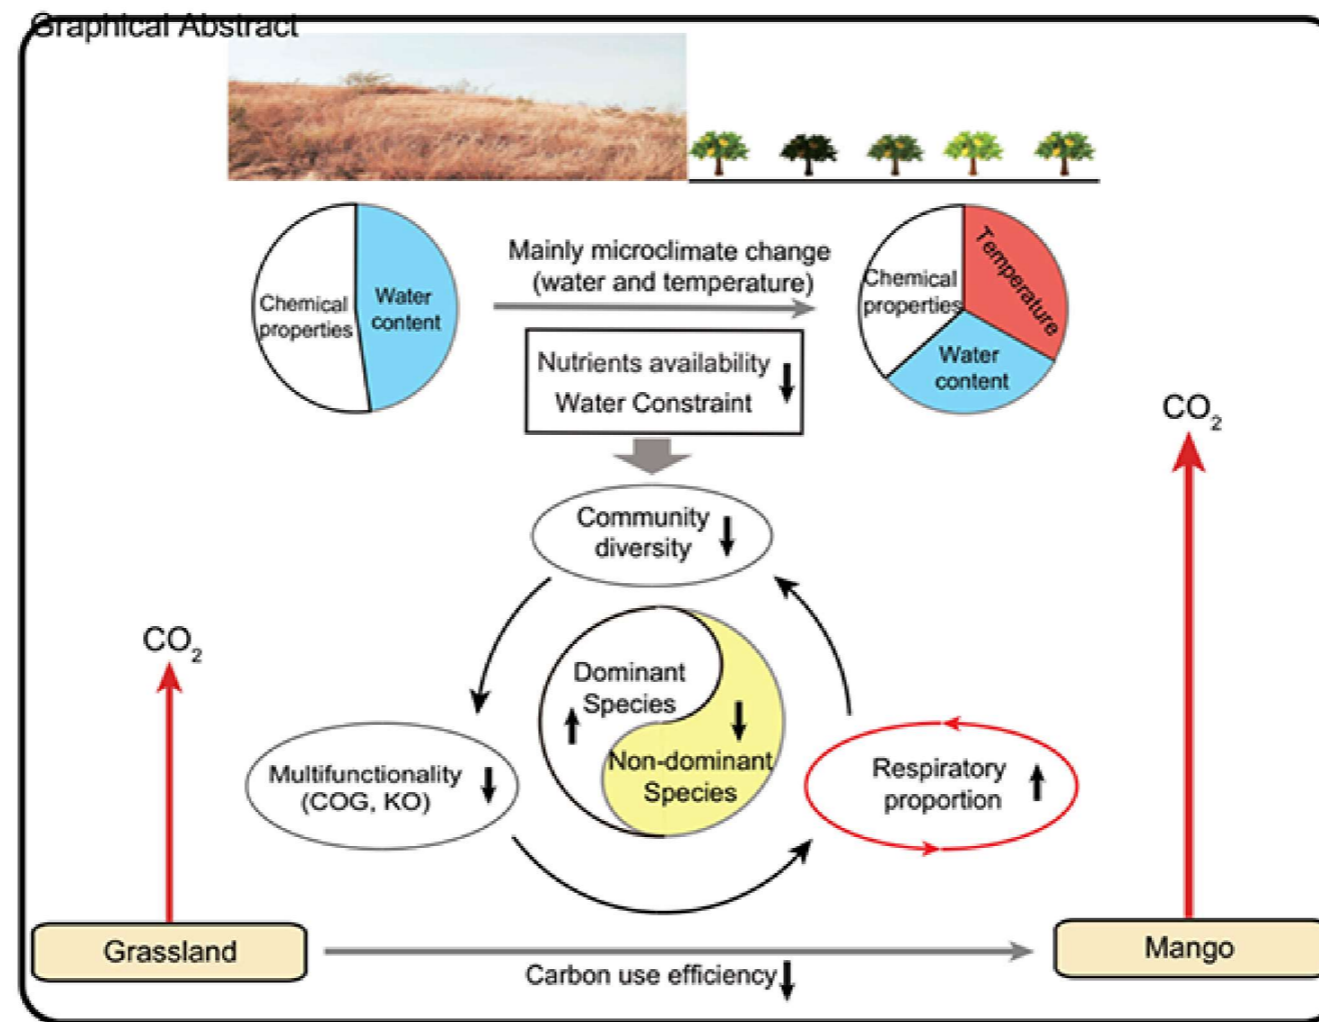 Graphical Abstract
Mainly microclimate change
(water and temperature)
Chemical
properties
Water
content
Chemical
properties
Temperature
Water
content
Nutrients availability
Water Constraint
CO2
Community
diversity
CO2
Dominant
Species
Non-dominant
Species
Multifunctionality
(COG, KO)
Respiratory
proportion
Grassland
Mango
Carbon use efficiency